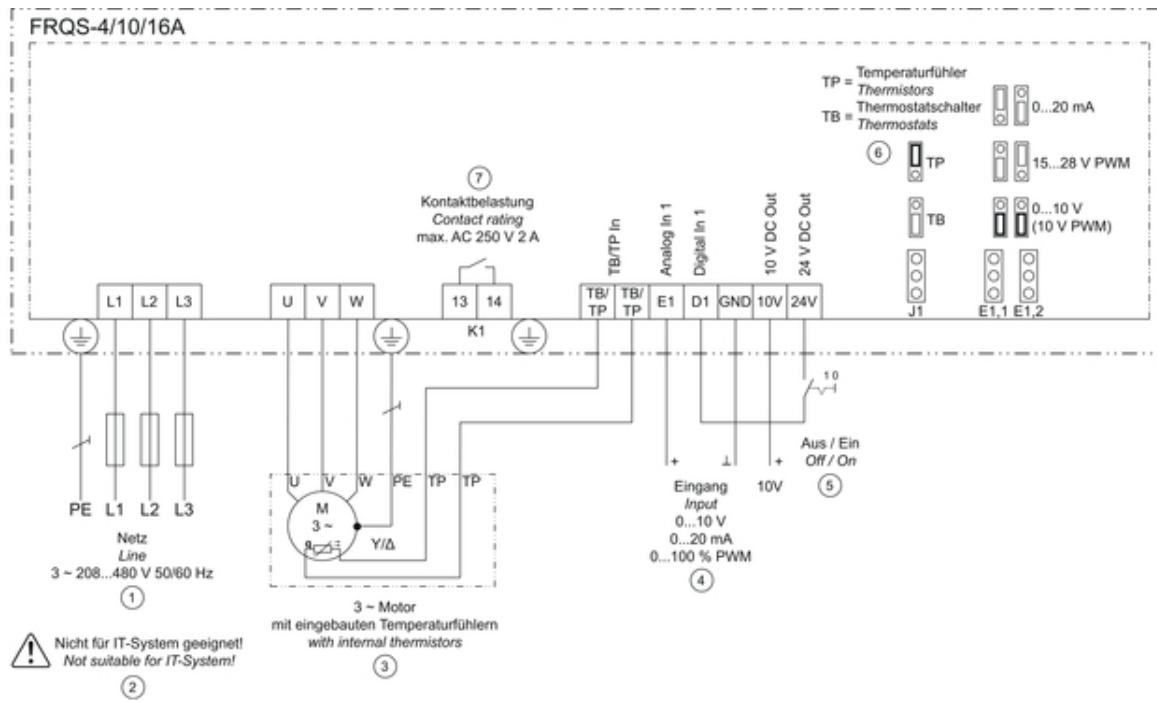 FRQS-4/10/16A
TP = Temperaturfühler
Thermistors
TB = Thermostatschalter
Thermostats
6
TP
TB
J1
0...20 mA
15...28 V PWM
0...10 V
(10 V PWM)
E1,1 E1,2
7
Kontaktbelastung
Contact rating
max. AC 250 V 2 A
TB/TP In
Analog In 1
Digital In 1
10 V DC Out
24 V DC Out
L1 L2 L3
U V W
13 14
K1
TB/TP TB/TP E1 D1 GND 10V 24V
1 0
Aus / Ein
Off / On
5
PE L1 L2 L3
Netz
Line
3 ~ 208...480 V 50/60 Hz
1
U V W PE TP TP
M
3 ~
Y/Δ
3 ~ Motor
mit eingebauten Temperaturfühlern
with internal thermistors
3
+ ⊥ +
Eingang
Input
0...10 V
0...20 mA
0...100 % PWM
4
10V
Nicht für IT-System geeignet!
Not suitable for IT-System!
2